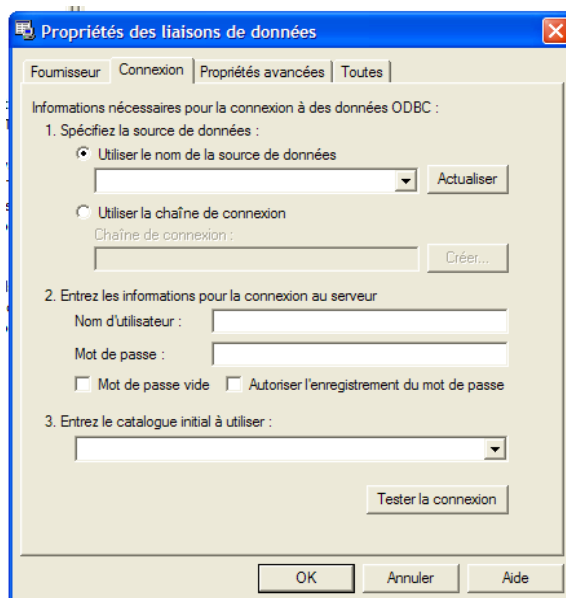 Propriétés des liaisons de données
Fournisseur Connexion Propriétés avancées Toutes
Informations nécessaires pour la connexion à des données ODBC :
1. Spécifiez la source de données :
Utiliser le nom de la source de données
Actualiser
Utiliser la chaîne de connexion
Chaîne de connexion :
Créer...
2. Entrez les informations pour la connexion au serveur
Nom d'utilisateur :
Mot de passe :
Mot de passe vide Autoriser l'enregistrement du mot de passe
3. Entrez le catalogue initial à utiliser :
Tester la connexion
OK Annuler Aide